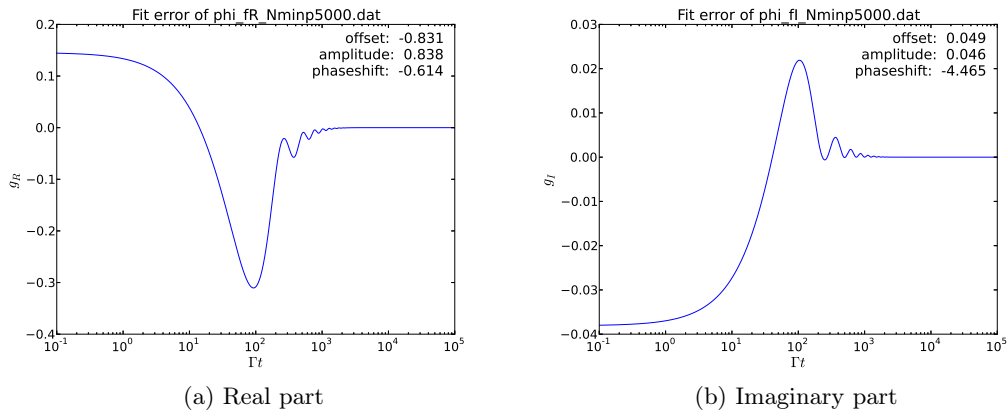 Fit error of phi_fR_Nminp5000.dat
offset: -0.831
amplitude: 0.838
phaseshift: -0.614
0.2
0.1
0.0
−0.1
−0.2
−0.3
−0.4
g_R
10^-1 10^0 10^1 10^2 10^3 10^4 10^5
Γt
(a) Real part
Fit error of phi_fI_Nminp5000.dat
offset: 0.049
amplitude: 0.046
phaseshift: -4.465
0.03
0.02
0.01
0.00
−0.01
−0.02
−0.03
−0.04
g_I
10^-1 10^0 10^1 10^2 10^3 10^4 10^5
Γt
(b) Imaginary part